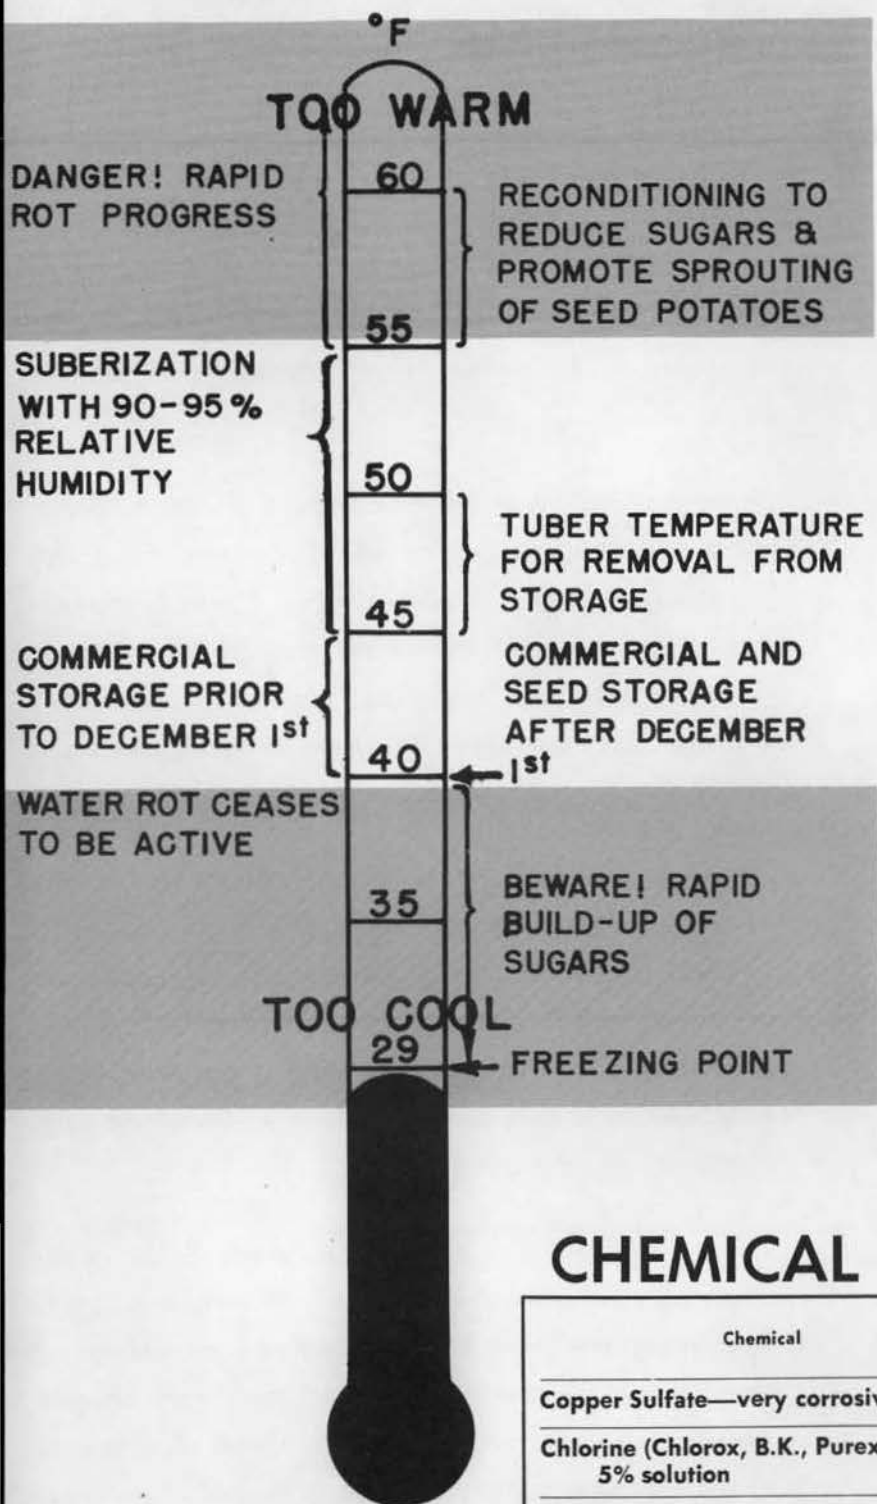 °F
TOO WARM
DANGER! RAPID
ROT PROGRESS
60
RECONDITIONING TO
REDUCE SUGARS &
PROMOTE SPROUTING
OF SEED POTATOES
55
SUBERIZATION
WITH 90-95%
RELATIVE
HUMIDITY
50
TUBER TEMPERATURE
FOR REMOVAL FROM
STORAGE
45
COMMERCIAL
STORAGE PRIOR
TO DECEMBER 1st
COMMERCIAL AND
SEED STORAGE
AFTER DECEMBER
1st
40
WATER ROT CEASES
TO BE ACTIVE
35
BEWARE! RAPID
BUILD-UP OF
SUGARS
TOO COOL
29
FREEZING POINT
CHEMICAL
Chemical
Copper Sulfate—very corrosiv
Chlorine (Chlorox, B.K., Purex
5% solution